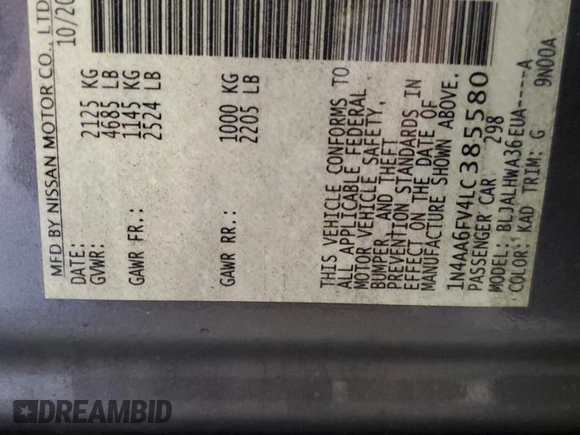 MFD BY NISSAN MOTOR CO., LTD
DATE: 10/20
GVWR: 2125 KG
4685 LB
GAWR FR.: 1145 KG
2524 LB
GAWR RR.: 1000 KG
2205 LB
THIS VEHICLE CONFORMS TO
ALL APPLICABLE FEDERAL
MOTOR VEHICLE SAFETY,
BUMPER, AND THEFT
PREVENTION STANDARDS IN
EFFECT ON THE DATE OF
MANUFACTURE SHOWN ABOVE.
1N4AA6FV4LC385580
PASSENGER CAR 298
MODEL: BLJALHWA36EUA-----A
COLOR: KAD TRIM: G 9N00A
DREAMBID